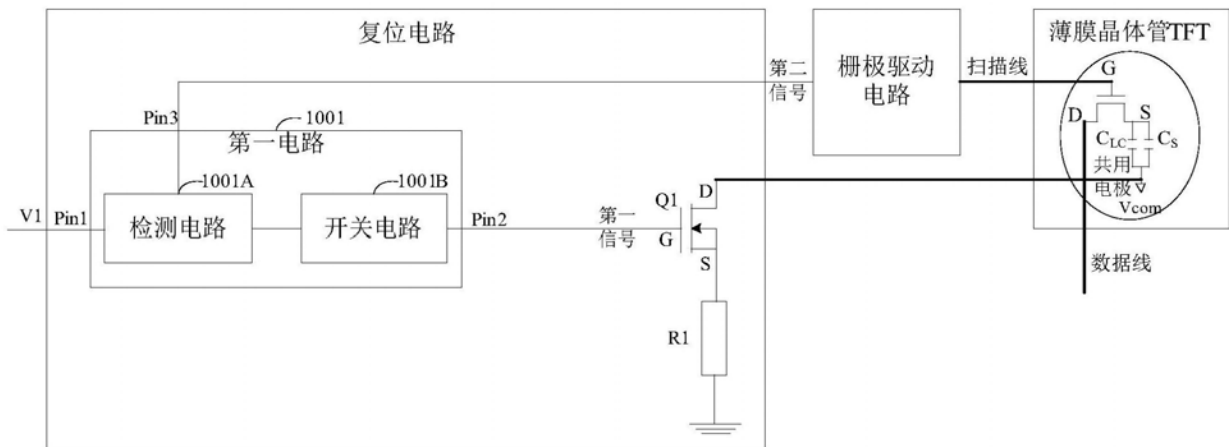 复位电路
薄膜晶体管TFT
栅极驱动
电路
第二
信号
扫描线
G
D
S
C_LC
C_S
共用
电极
Vcom
数据线
Pin3
1001
第一电路
1001A
1001B
V1
Pin1
检测电路
开关电路
Pin2
第一
信号
Q1
D
G
S
R1